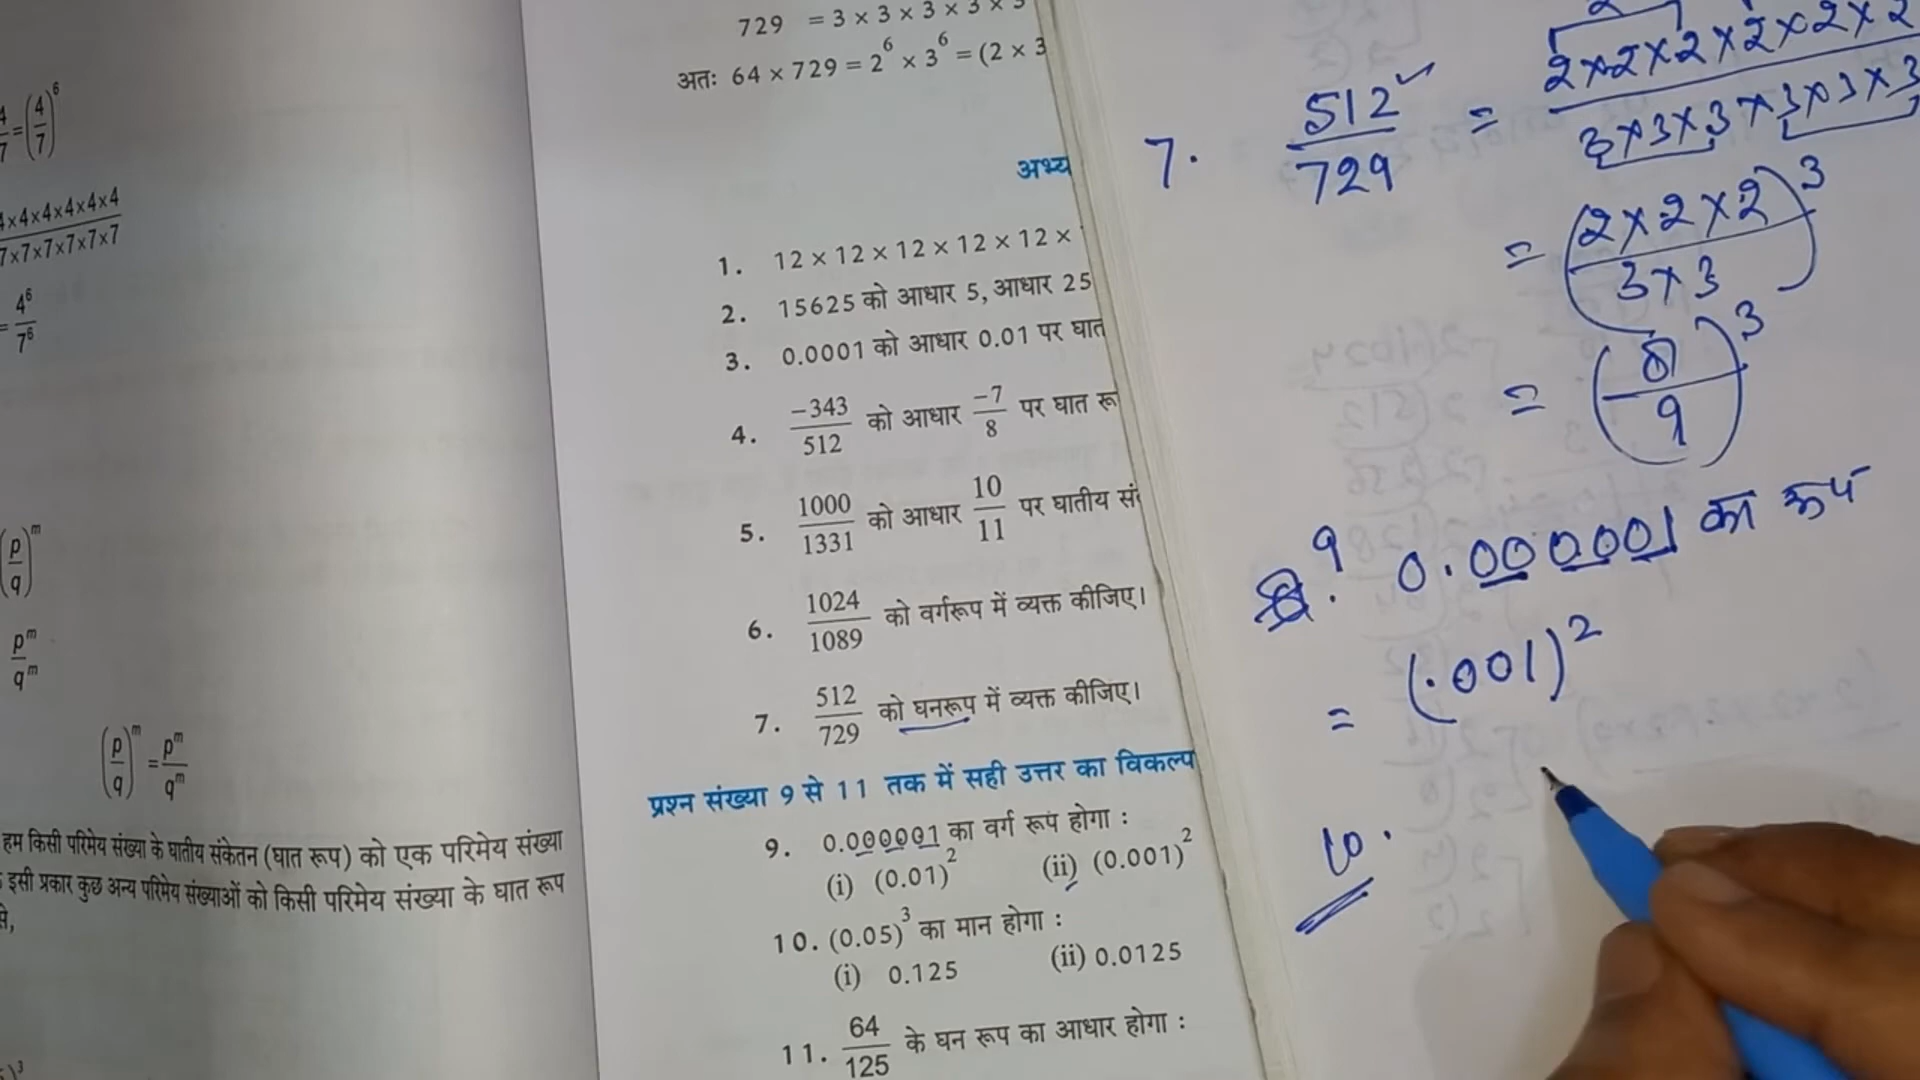 4/7 = (4/7)^6
4×4×4×4×4×4 / 7×7×7×7×7×7
= 4^6/7^6
(p/q)^m
p^m/q^m
(p/q)^m = p^m/q^m
हम किसी परिमेय संख्या के घातीय संकेतन (घात रूप) को एक परिमेय संख्या
इसी प्रकार कुछ अन्य परिमेय संख्याओं को किसी परिमेय संख्या के घात रूप
729 = 3 × 3 × 3 × 3 × 3
अतः 64 × 729 = 2^6 × 3^6 = (2 × 3
अभ्य
1. 12 × 12 × 12 × 12 × 12 ×
2. 15625 को आधार 5, आधार 25
3. 0.0001 को आधार 0.01 पर घात
4. -343/512 को आधार -7/8 पर घात रू
5. 1000/1331 को आधार 10/11 पर घातीय सं
6. 1024/1089 को वर्गरूप में व्यक्त कीजिए।
7. 512/729 को घनरूप में व्यक्त कीजिए।
प्रश्न संख्या 9 से 11 तक में सही उत्तर का विकल्प
9. 0.000001 का वर्ग रूप होगा :
(i) (0.01)^2 (ii) (0.001)^2
10. (0.05)^3 का मान होगा :
(i) 0.125 (ii) 0.0125
11. 64/125 के घन रूप का आधार होगा :
7. 512/729 = 2×2×2×2×2×2×2 / 3×3×3×3×3×3
= (2×2×2 / 3×3)^3
= (8/9)^3
9. 0.000001 का रूप
= (.001)^2
10.